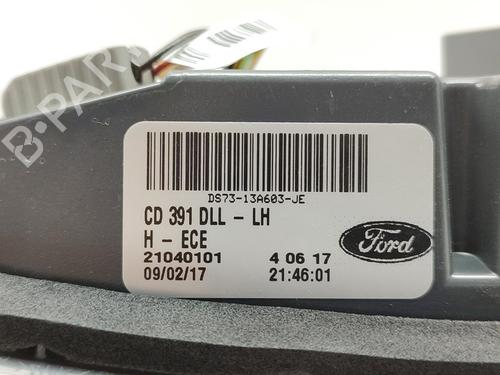 B-PARTS
DS73-13A603-JE
CD 391 DLL - LH
H - ECE
21040101 4 06 17
09/02/17 21:46:01
Ford